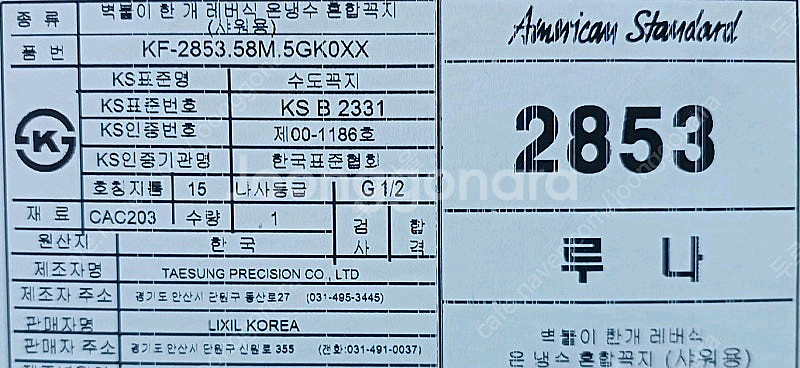 종 류 벽붙이 한 개 레버식 온냉수 혼합꼭지
(샤워용)
품 번 KF-2853.58M.5GK0XX
KS표준명 수도꼭지
KS표준번호 KS B 2331
KS인증번호 제00-1186호
KS인증기관명 한국표준협회
호칭지름 15 나사등급 G 1/2
재 료 CAC203 수량 1 검사 합격
원산지 한 국
제조자명 TAESUNG PRECISION CO., LTD
제조자 주소 경기도 안산시 단원구 동산로27 (031-495-3445)
판매자명 LIXIL KOREA
판매자 주소 경기도 안산시 단원구 신원로 355 (전화:031-491-0037)
American Standard
2853
루 나
벽붙이 한개 레버식
온냉수 혼합꼭지 (샤워용)
joonggonara